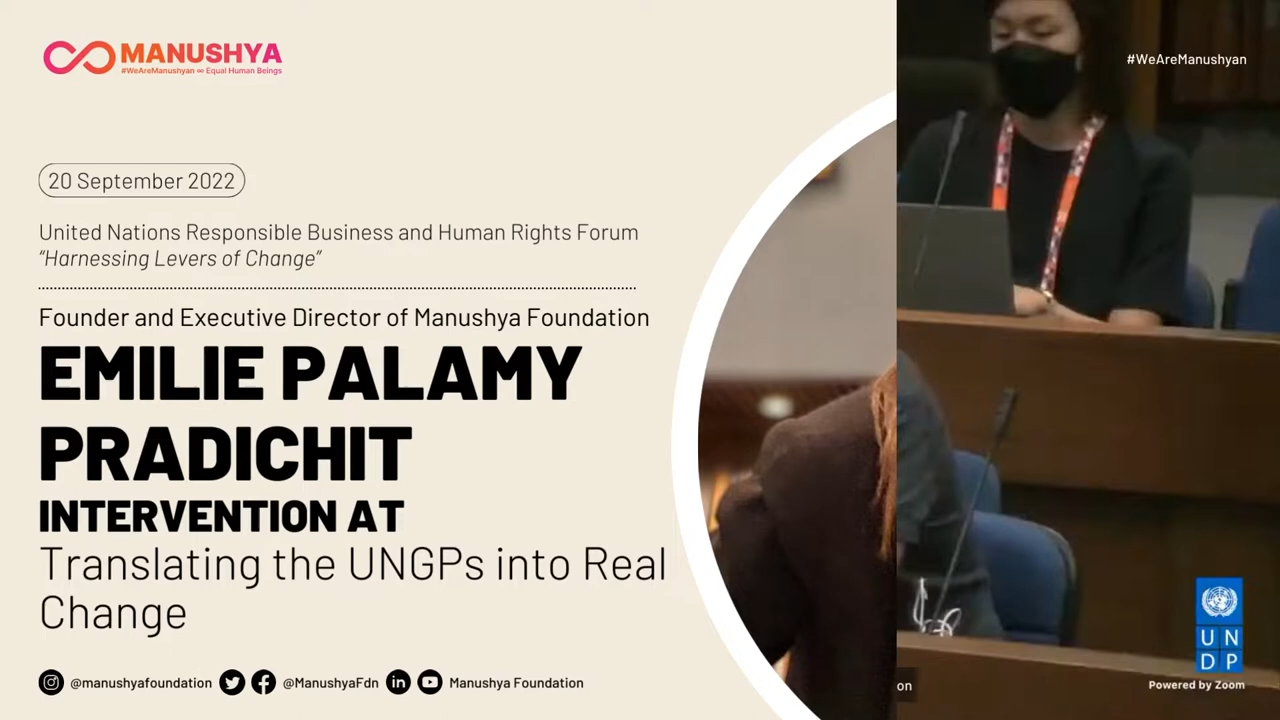 MANUSHYA
#WeAreManushyan ∞ Equal Human Beings
#WeAreManushyan
20 September 2022
United Nations Responsible Business and Human Rights Forum
“Harnessing Levers of Change”
Founder and Executive Director of Manushya Foundation
EMILIE PALAMY
PRADICHIT
INTERVENTION AT
Translating the UNGPs into Real
Change
@manushyafoundation @ManushyaFdn Manushya Foundation
on
U N
D P
Powered by Zoom